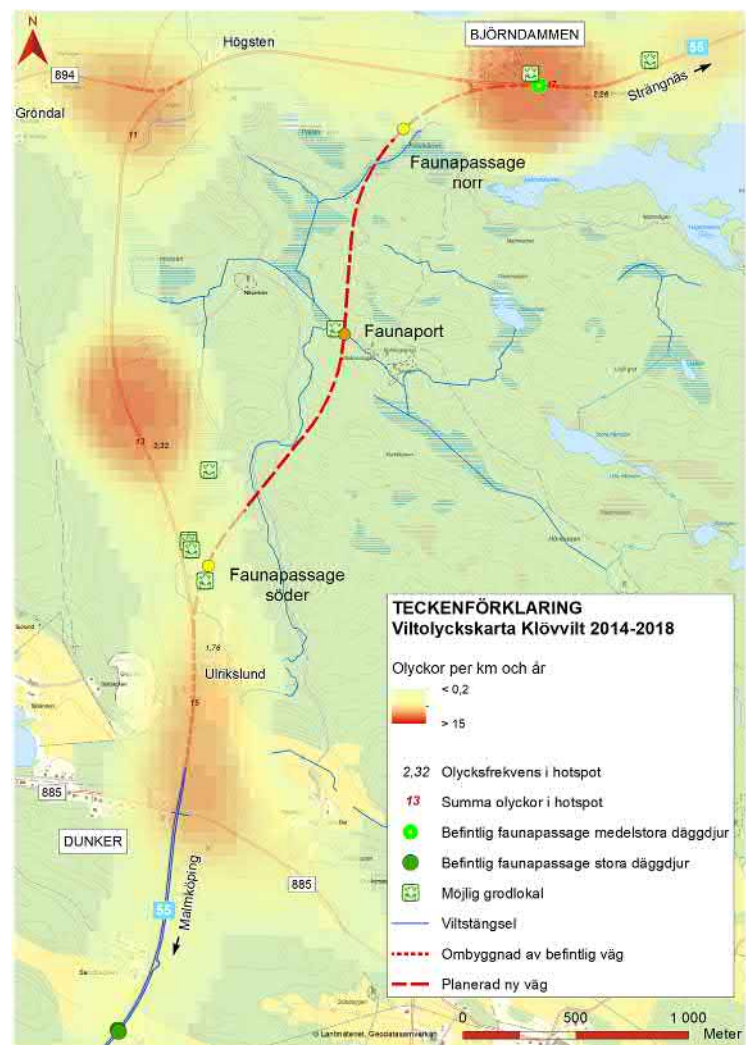 N
BJÖRNDAMMEN
Högsten
55
894
Strängnäs
Gröndal
17
2,26
11
Faunapassage
norr
Faunaport
13
2,32
Faunapassage
söder
1,76
Ulrikslund
15
885
DUNKER
885
Malmköping
55
TECKENFÖRKLARING
Viltolyckskarta Klövvilt 2014-2018
Olyckor per km och år
< 0,2
> 15
2,32 Olycksfrekvens i hotspot
13 Summa olyckor i hotspot
Befintlig faunapassage medelstora däggdjur
Befintlig faunapassage stora däggdjur
Möjlig grodlokal
Viltstängsel
Ombyggnad av befintlig väg
Planerad ny väg
0 500 1 000
Meter
© Lantmäteriet, Geodatasamverkan